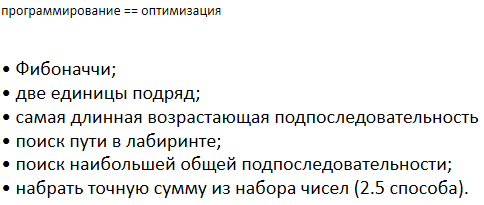 программирование == оптимизация
• Фибоначчи;
• две единицы подряд;
• самая длинная возрастающая подпоследовательность
• поиск пути в лабиринте;
• поиск наибольшей общей подпоследовательности;
• набрать точную сумму из набора чисел (2.5 способа).